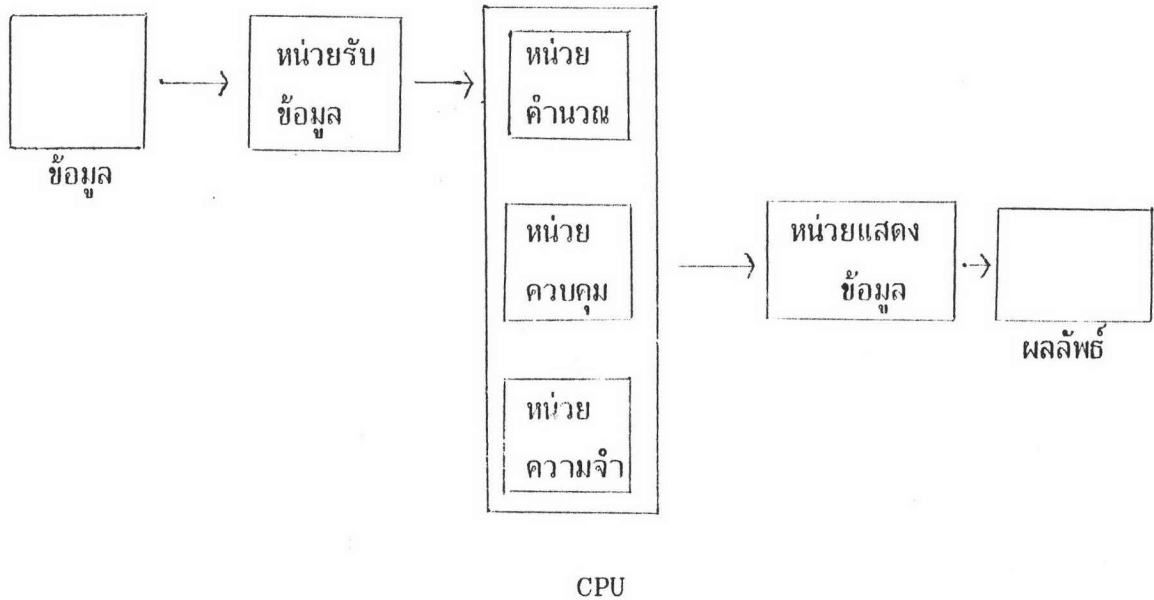 ข้อมูล
หน่วยรับ
ข้อมูล
หน่วย
คำนวณ
หน่วย
ควบคุม
หน่วย
ความจำ
หน่วยแสดง
ข้อมูล
ผลลัพธ์
CPU